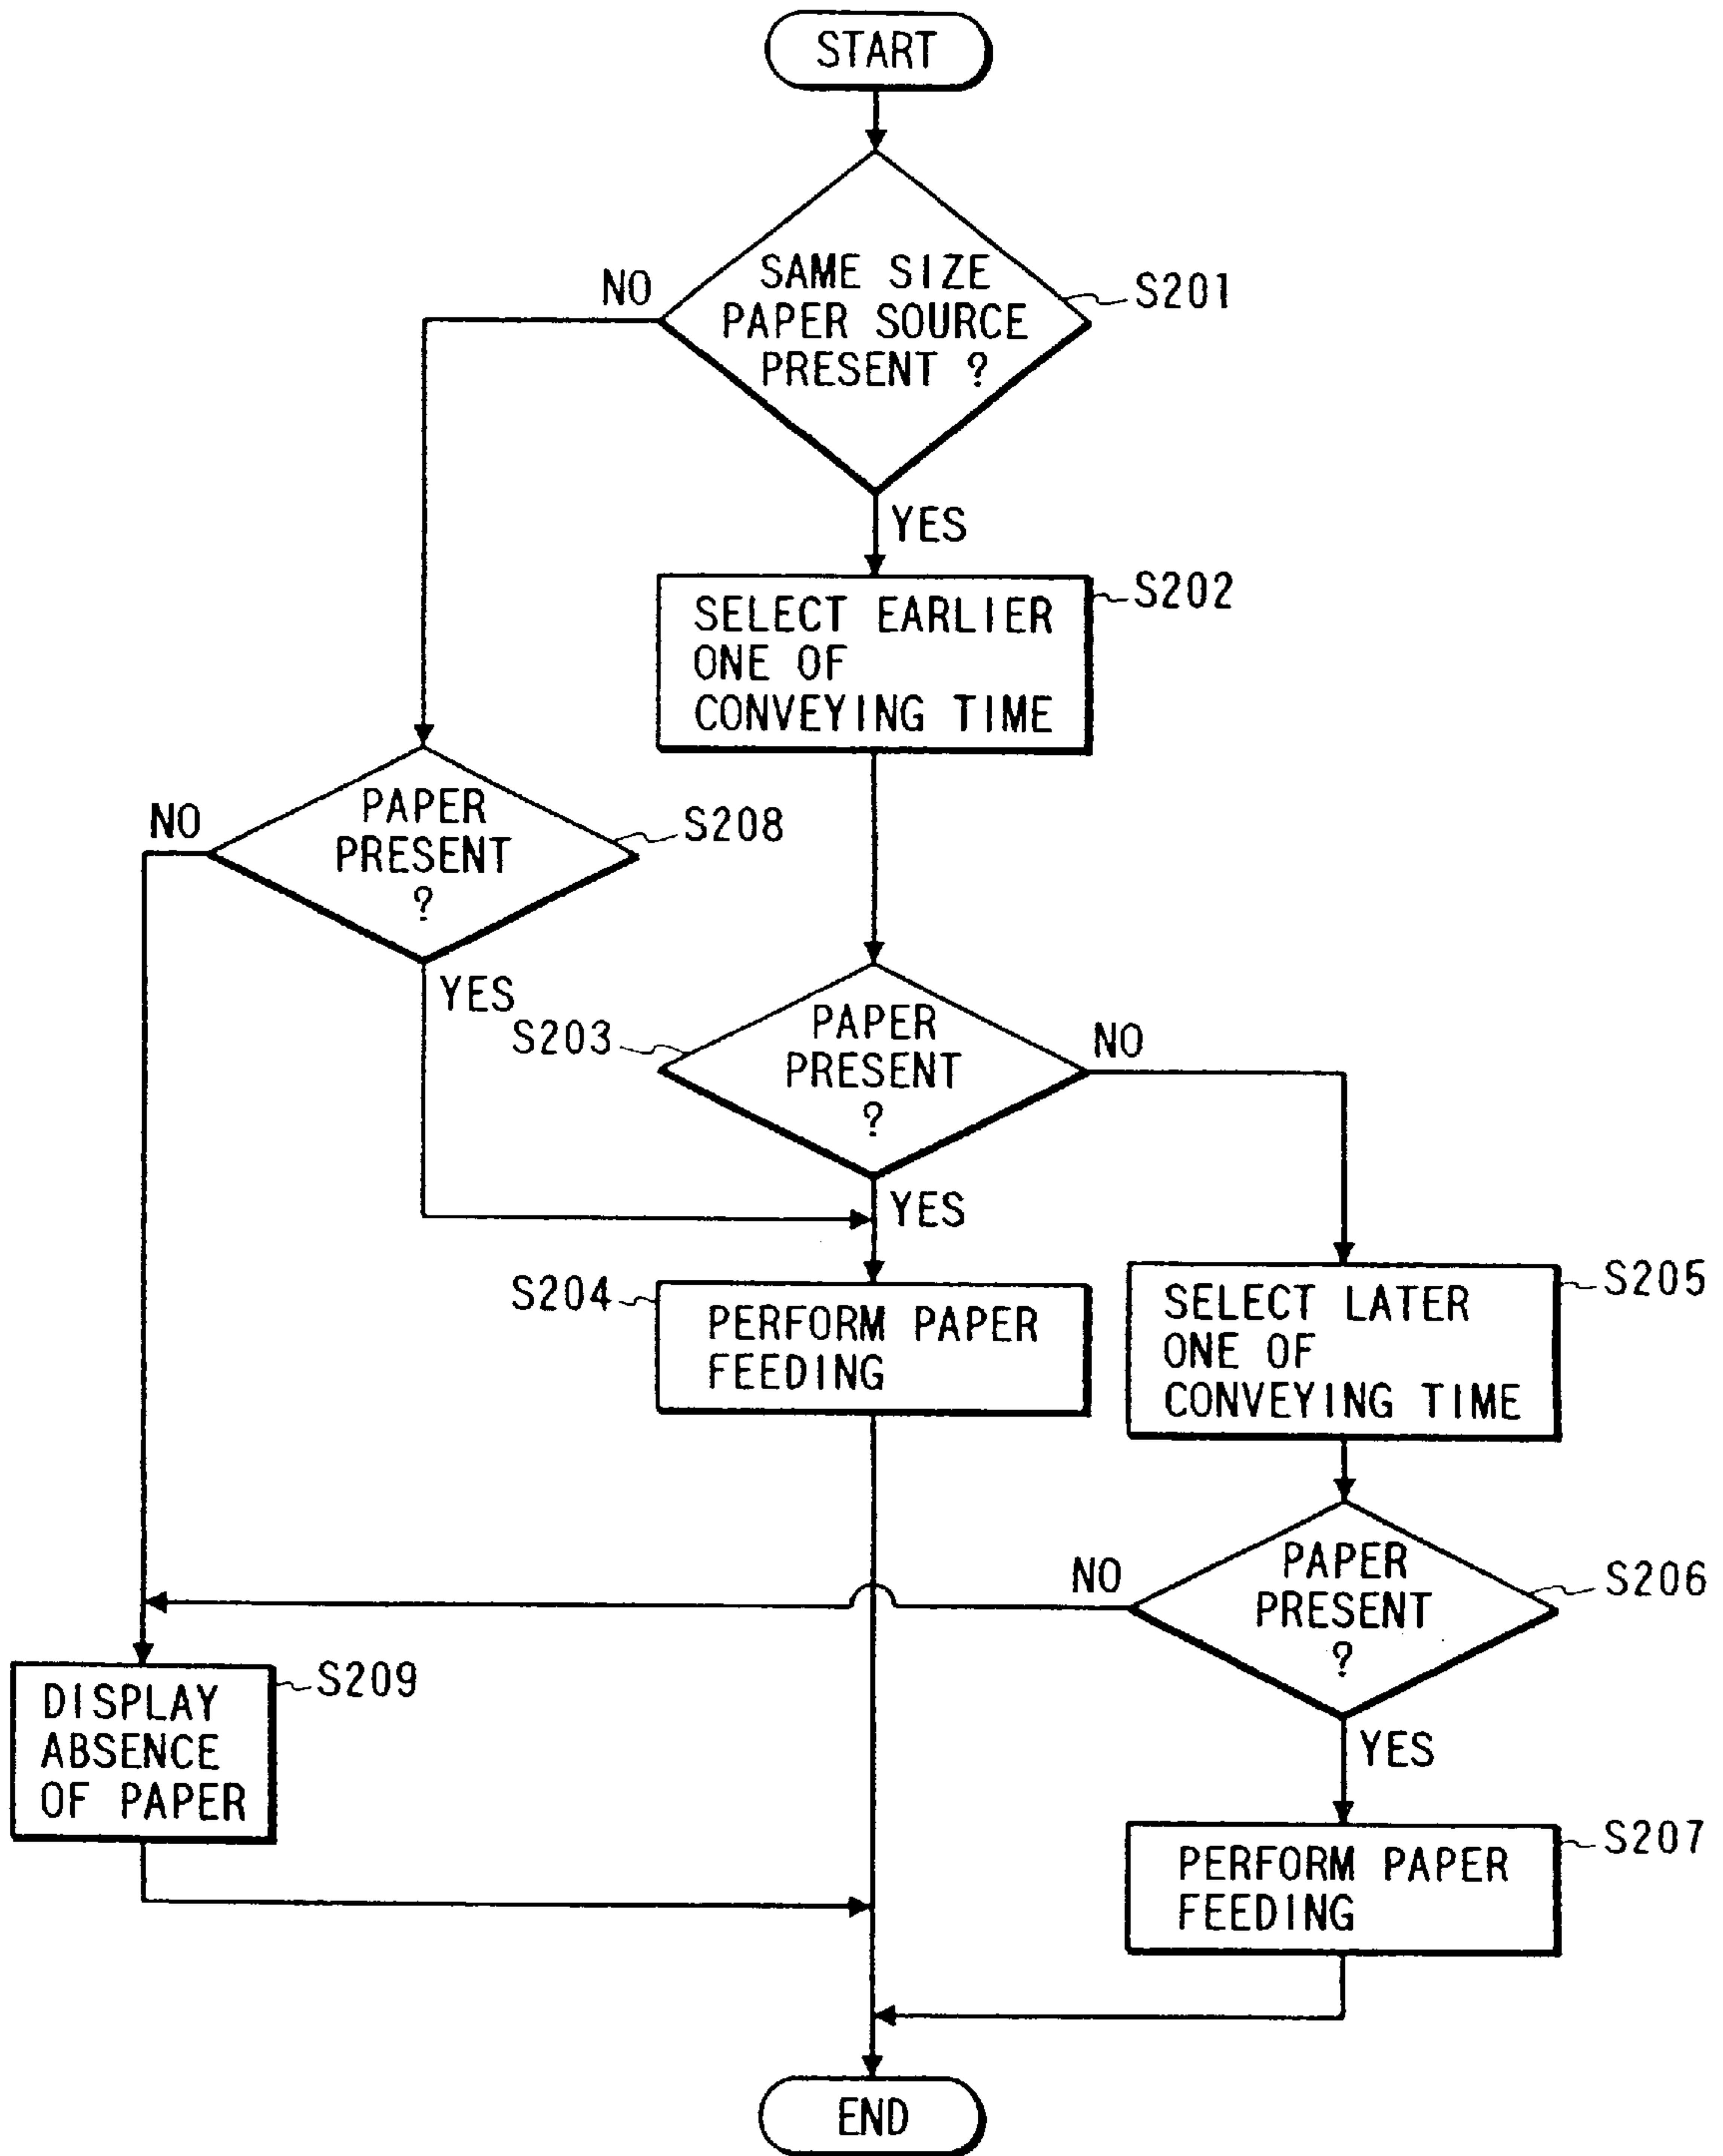 START
SAME SIZE
PAPER SOURCE
PRESENT ?
S201
NO
YES
SELECT EARLIER
ONE OF
CONVEYING TIME
S202
PAPER
PRESENT
?
S208
NO
YES
PAPER
PRESENT
?
S203
NO
YES
S204
PERFORM PAPER
FEEDING
SELECT LATER
ONE OF
CONVEYING TIME
S205
PAPER
PRESENT
?
S206
NO
YES
DISPLAY
ABSENCE
OF PAPER
S209
PERFORM PAPER
FEEDING
S207
END